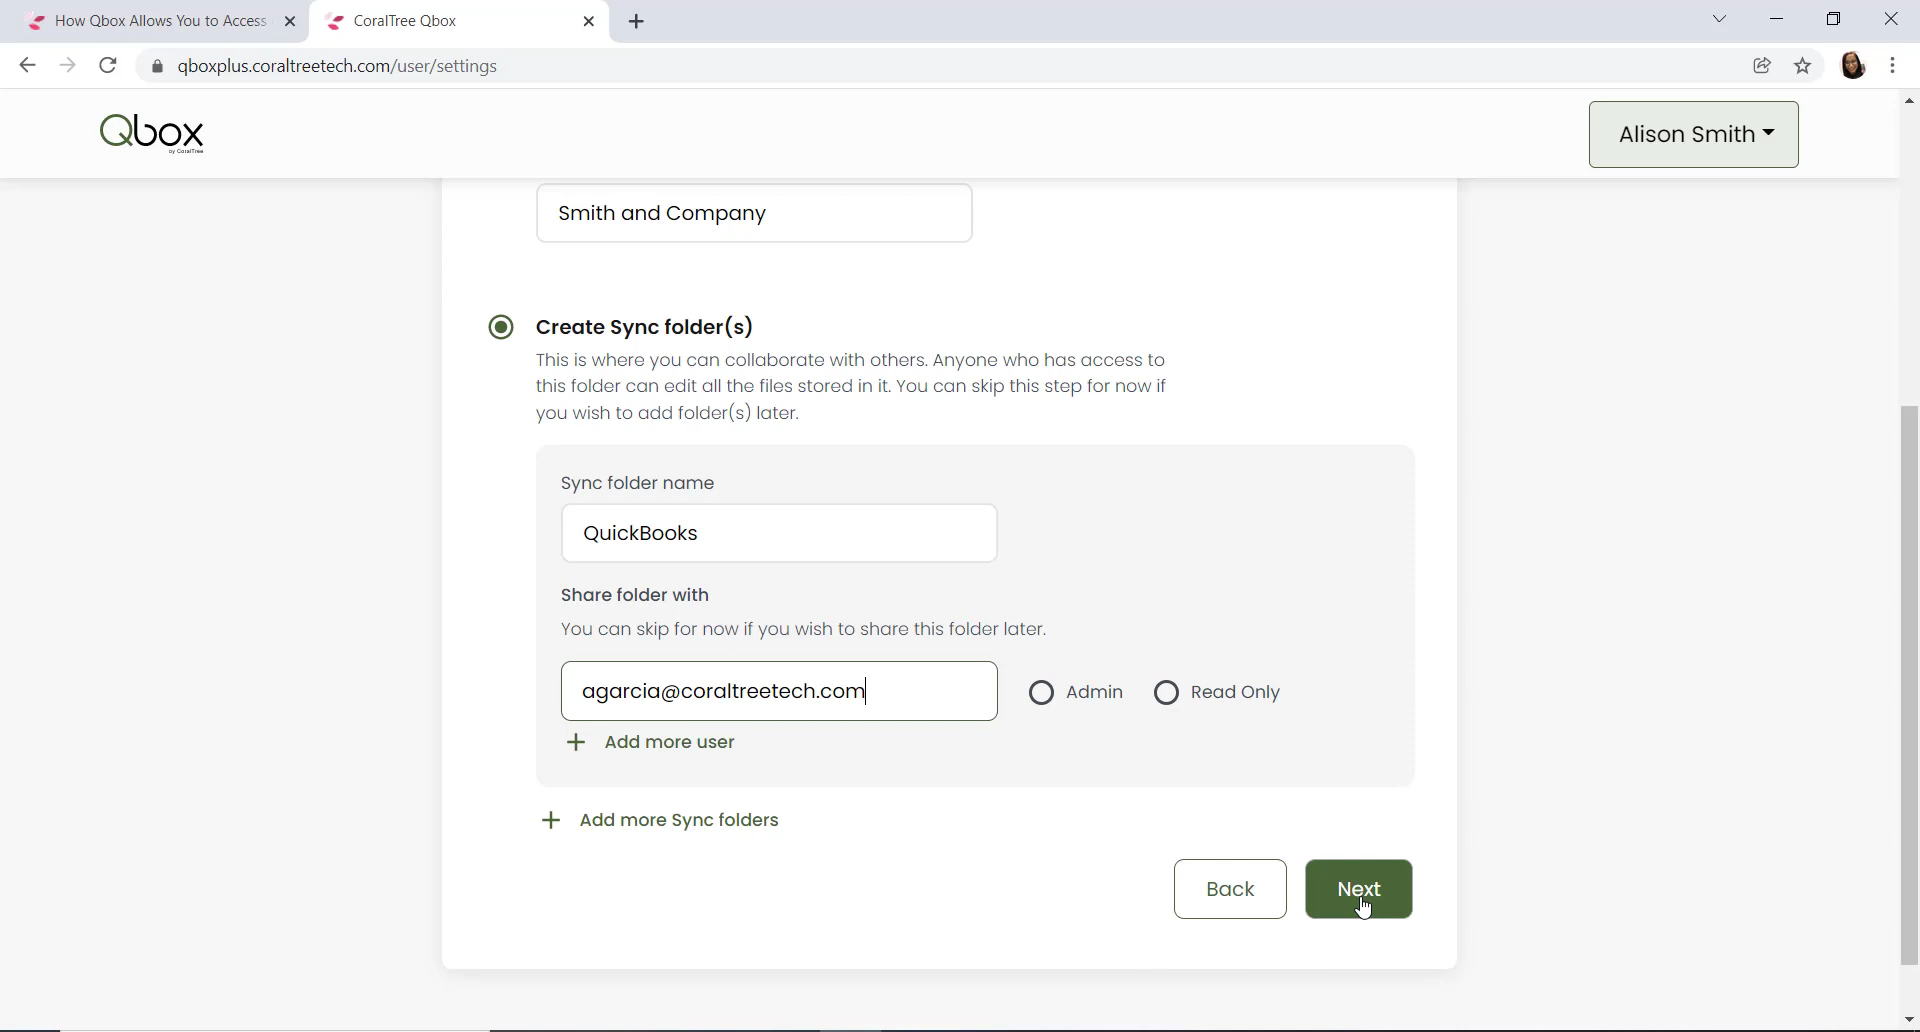 How Qbox Allows You to Access
CoralTree Qbox
qboxplus.coraltreetech.com/user/settings
Qbox
by CoralTree
Alison Smith
Smith and Company
Create Sync folder(s)
This is where you can collaborate with others. Anyone who has access to
this folder can edit all the files stored in it. You can skip this step for now if
you wish to add folder(s) later.
Sync folder name
QuickBooks
Share folder with
You can skip for now if you wish to share this folder later.
agarcia@coraltreetech.com
Admin
Read Only
+ Add more user
+ Add more Sync folders
Back
Next